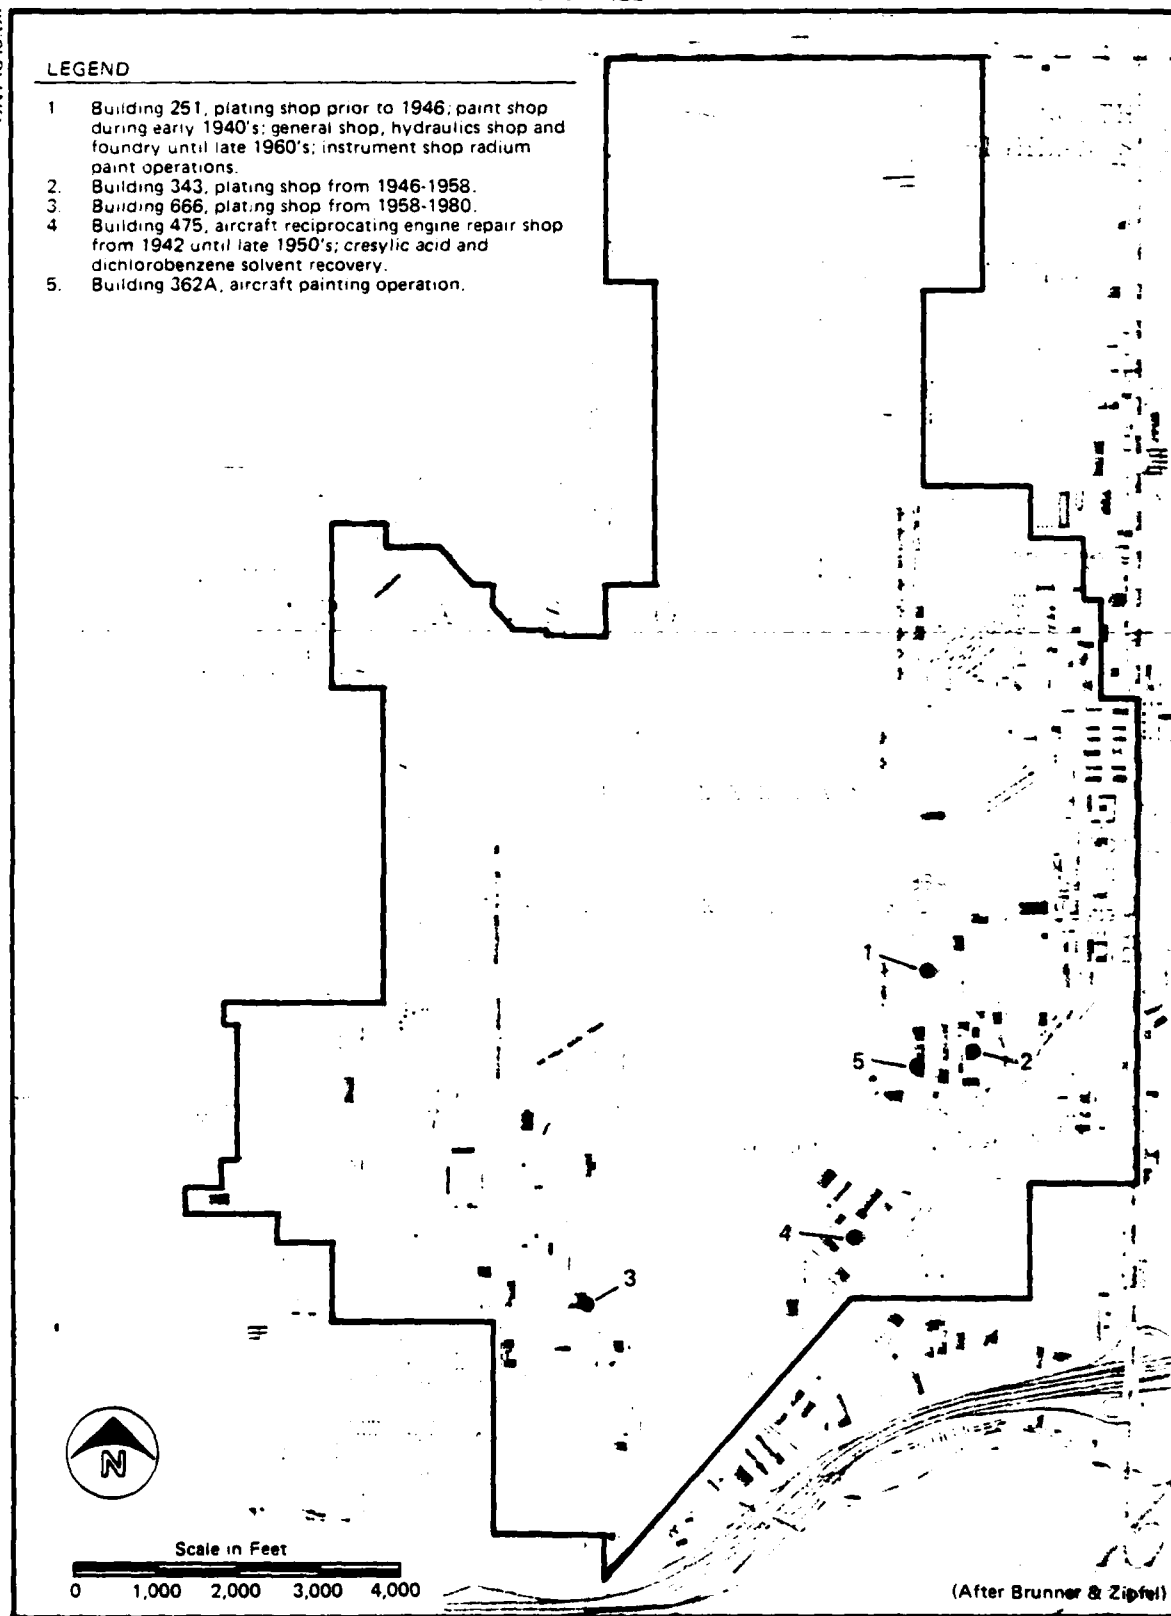 LEGEND
1 Building 251, plating shop prior to 1946; paint shop
during early 1940's; general shop, hydraulics shop and
foundry until late 1960's; instrument shop radium
paint operations.
2. Building 343, plating shop from 1946-1958.
3. Building 666, plating shop from 1958-1980.
4 Building 475, aircraft reciprocating engine repair shop
from 1942 until late 1950's; cresylic acid and
dichlorobenzene solvent recovery.
5. Building 362A, aircraft painting operation.
1
5
2
4
3
N
Scale in Feet
0 1,000 2,000 3,000 4,000
(After Brunner & Zipfel)